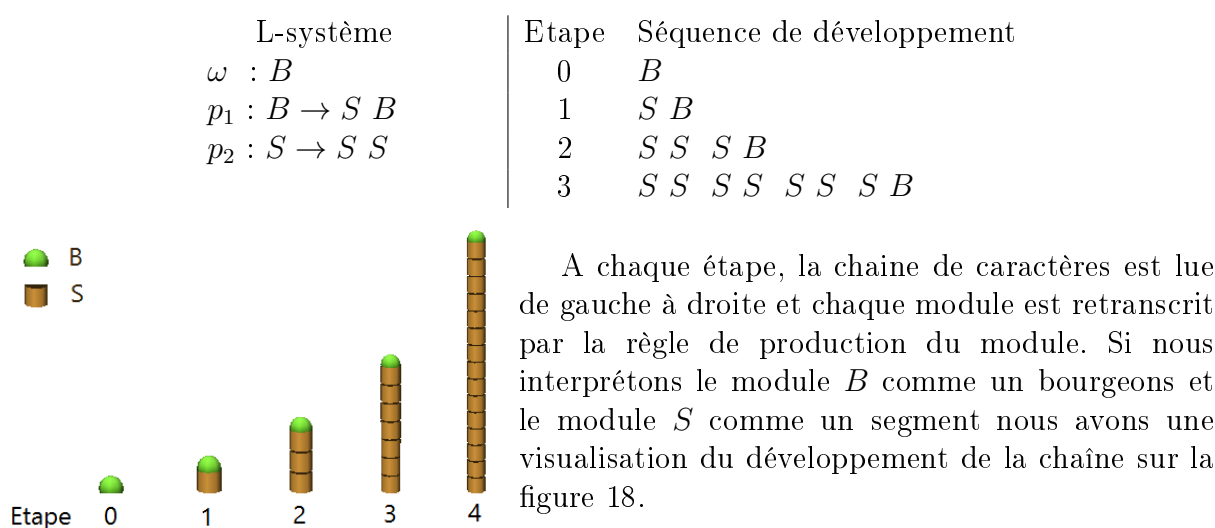 L-système
ω : B
p₁ : B → S B
p₂ : S → S S
Etape Séquence de développement
0 B
1 S B
2 S S S B
3 S S S S S S S B
B
S
Etape 0 1 2 3 4
A chaque étape, la chaine de caractères est lue
de gauche à droite et chaque module est retranscrit
par la règle de production du module. Si nous
interprétons le module B comme un bourgeons et
le module S comme un segment nous avons une
visualisation du développement de la chaîne sur la
figure 18.